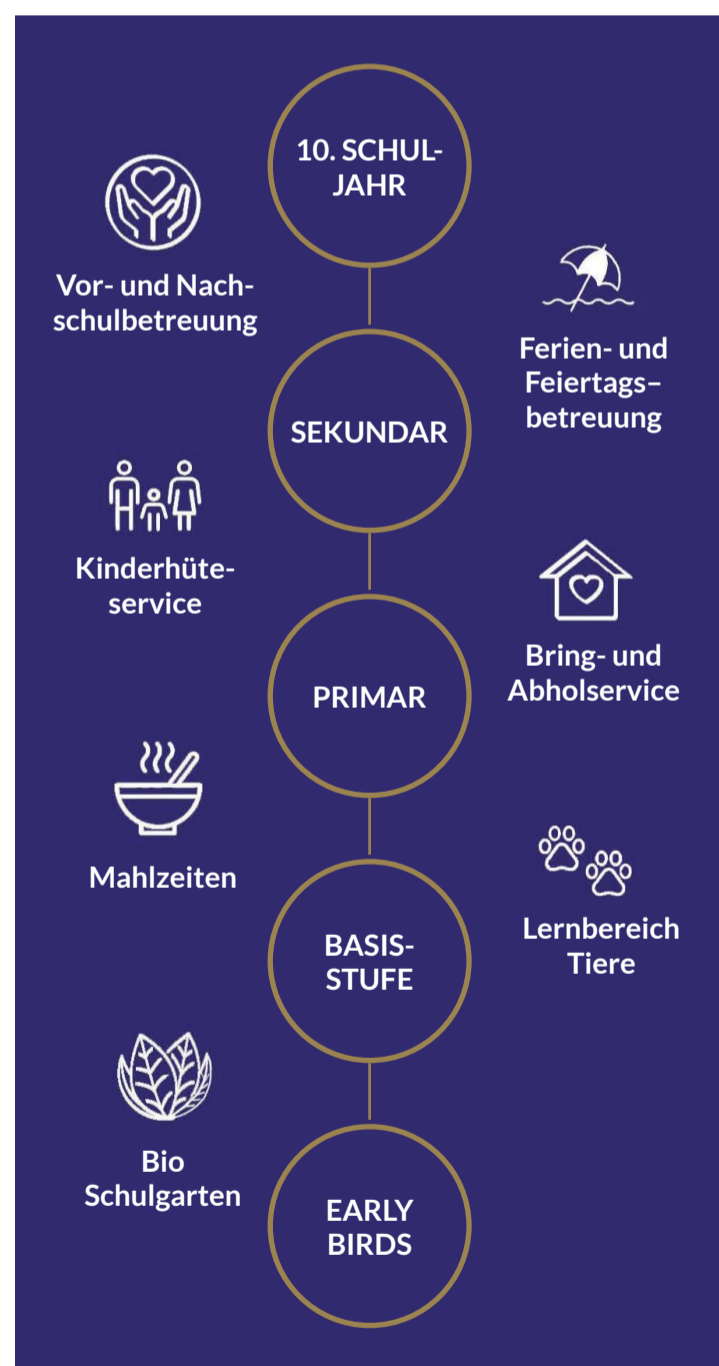 10. SCHUL-
JAHR
Vor- und Nach-
schulbetreuung
Ferien- und
Feiertags–
betreuung
SEKUNDAR
Kinderhüte-
service
Bring- und
Abholservice
PRIMAR
Mahlzeiten
Lernbereich
Tiere
BASIS-
STUFE
Bio
Schulgarten
EARLY
BIRDS